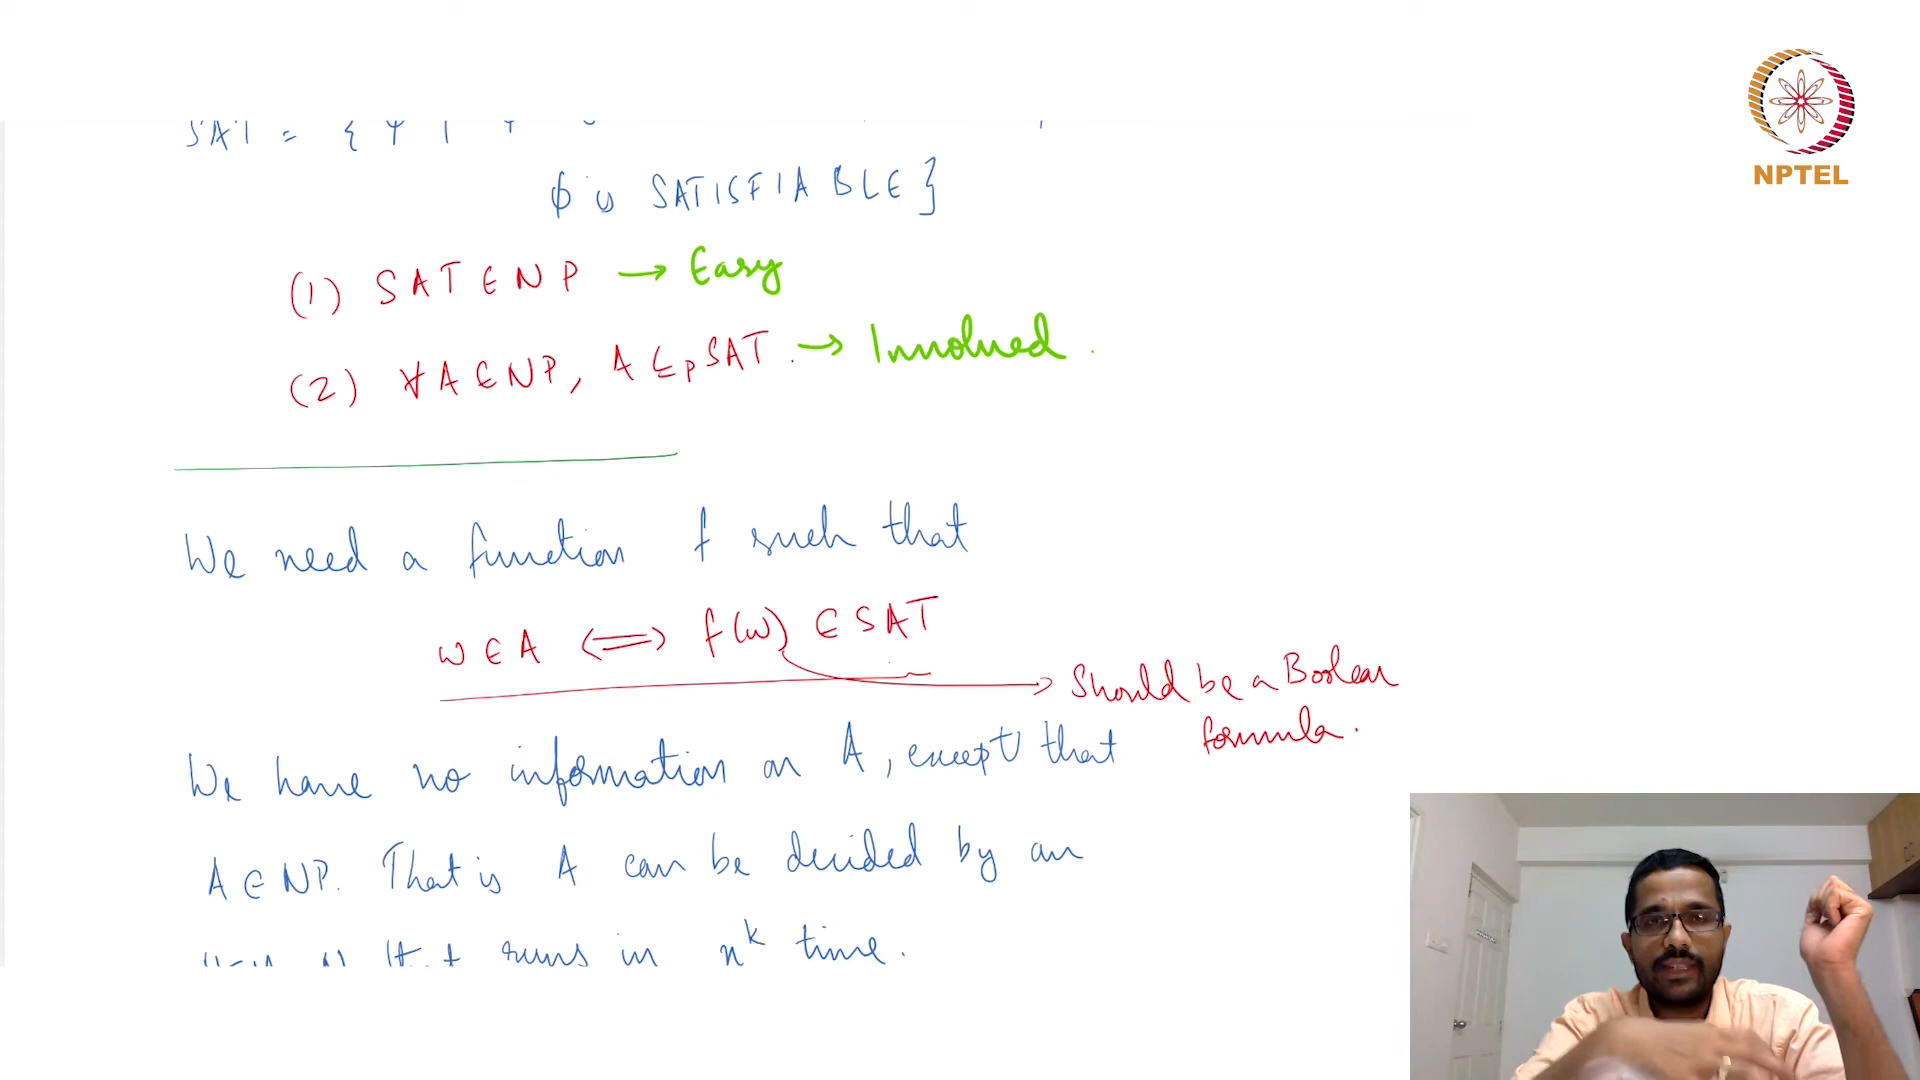 SAT = { ϕ |
ϕ is SATISFIABLE }
(1) SAT ∈ NP → Easy
(2) ∀ A ∈ NP, A ≤p SAT. → Involved.
We need a function f such that
w ∈ A ⟺ f(w) ∈ SAT
Should be a Boolean
formula.
We have no information on A, except that
A ∈ NP. That is A can be decided by an
runs in n^k time.
NPTEL